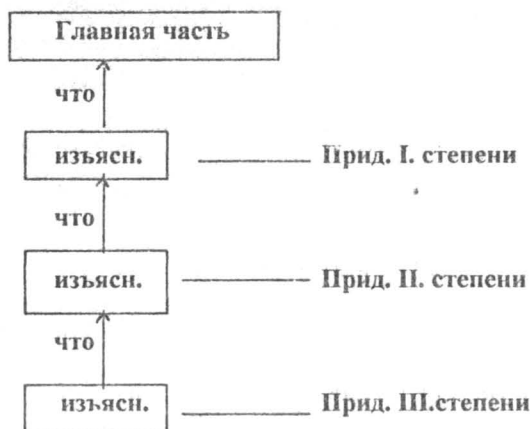 Главная часть
что
изъясн. Прид. I. степени
что
изъясн. Прид. II. степени
что
изъясн. Прид. III.степени